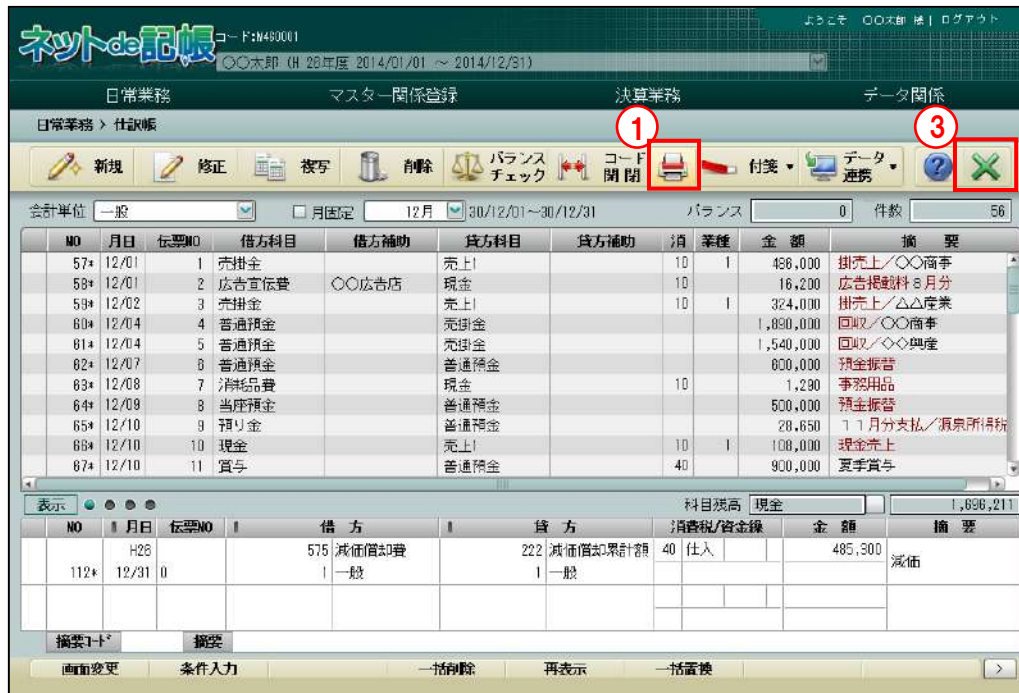 ようこそ 〇〇太郎 様 | ログアウト
ネットde記帳 コード:N460001
〇〇太郎 (H 26年度 2014/01/01 ～ 2014/12/31)
日常業務 マスター関係登録 決算業務 データ関係
日常業務 > 仕訳帳
① ③
新規 修正 複写 削除 バランスチェック コード開閉 付箋 データ連携
会計単位 一般 月固定 12月 30/12/01～30/12/31 バランス 0 件数 56
NO 月日 伝票NO 借方科目 借方補助 貸方科目 貸方補助 消 業種 金 額 摘 要
57* 12/01 1 売掛金 売上1 10 1 486,000 掛売上/〇〇商事
58* 12/01 2 広告宣伝費 〇〇広告店 現金 10 16,200 広告掲載料8月分
59* 12/02 3 売掛金 売上1 10 1 324,000 掛売上/△△産業
60* 12/04 4 普通預金 売掛金 1,890,000 回収/〇〇商事
61* 12/04 5 普通預金 売掛金 1,540,000 回収/◇◇興産
62* 12/07 6 普通預金 普通預金 600,000 預金振替
63* 12/08 7 消耗品費 現金 10 1,290 事務用品
64* 12/09 8 当座預金 普通預金 500,000 預金振替
65* 12/10 9 預り金 普通預金 28,650 11月分支払/源泉所得税
66* 12/10 10 現金 売上1 10 1 108,000 現金売上
67* 12/10 11 賞与 普通預金 40 900,000 夏季賞与
表示 科目残高 現金 1,696,211
NO 月日 伝票NO 借 方 貸 方 消費税/資金繰 金 額 摘 要
H26 575 減価償却費 222 減価償却累計額 40 仕入 485,300 減価
112* 12/31 0 1 一般 1 一般
摘要コード 摘要
画面変更 条件入力 一括削除 再表示 一括置換 >